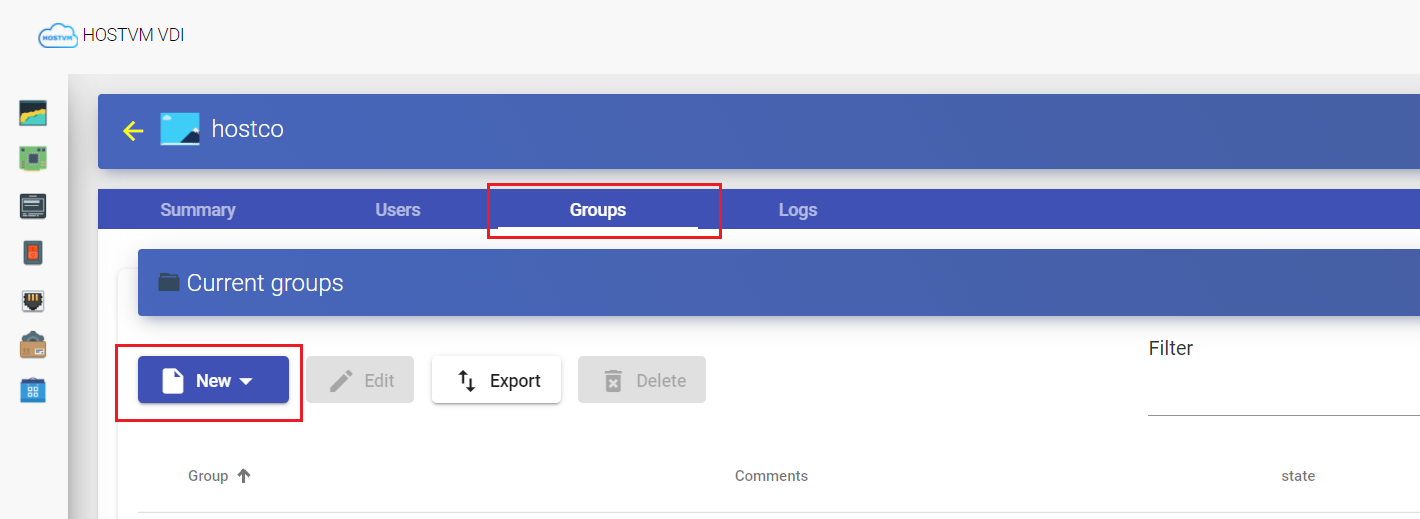 HOSTVM HOSTVM VDI
hostco
Summary Users Groups Logs
Current groups
New Edit Export Delete
Filter
Group Comments state